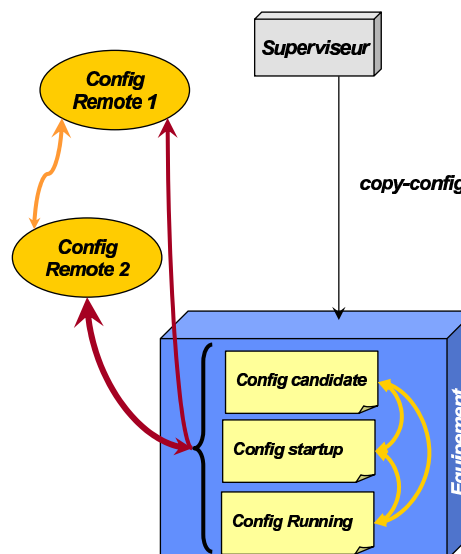 Superviseur
Config
Remote 1
copy-config
Config
Remote 2
Config candidate
Config startup
Config Running
Equipement